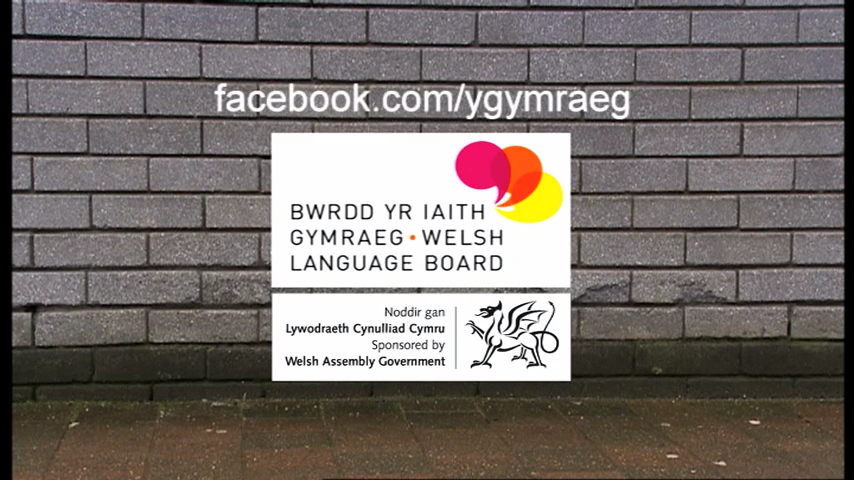 facebook.com/ygymraeg
BWRDD YR IAITH
GYMRAEG • WELSH
LANGUAGE BOARD
Noddir gan
Lywodraeth Cynulliad Cymru
Sponsored by
Welsh Assembly Government